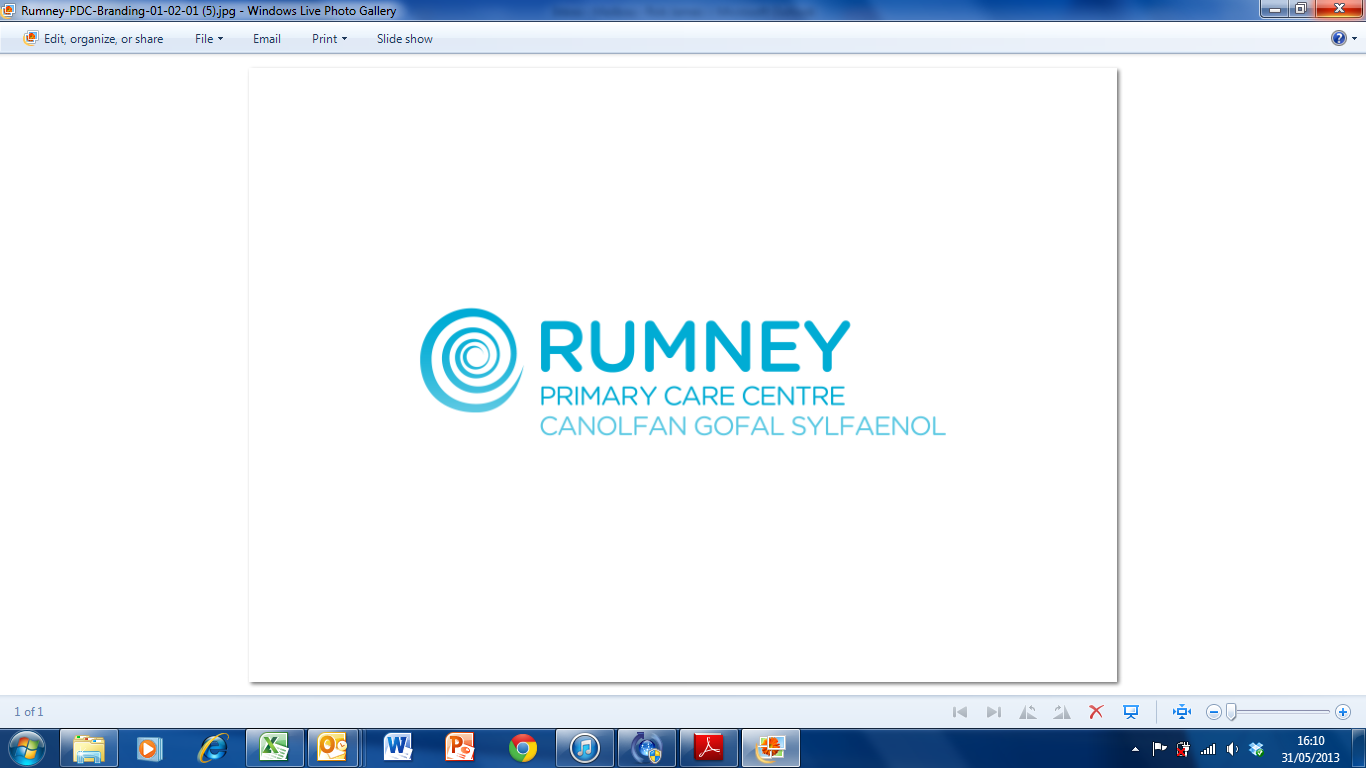 Rumney-PDC-Branding-01-02-01 (5).jpg - Windows Live Photo Gallery
Edit, organize, or share File Email Print Slide show
RUMNEY
PRIMARY CARE CENTRE
CANOLFAN GOFAL SYLFAENOL
1 of 1
16:10
31/05/2013